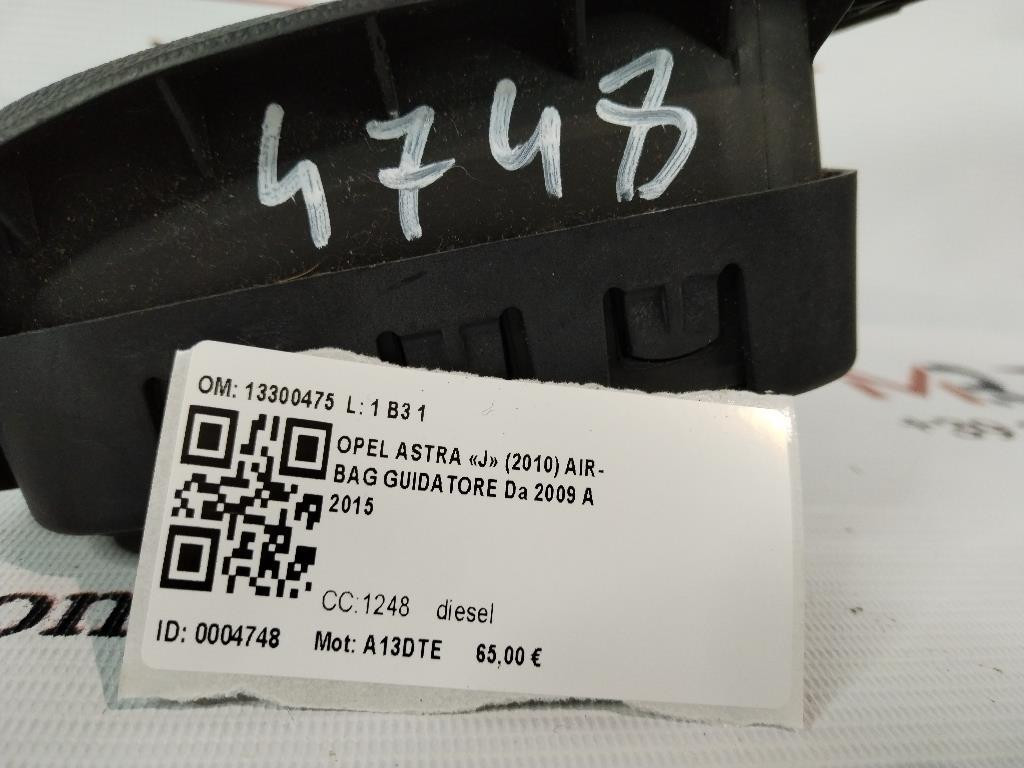 4748
OM: 13300475 L: 1 B3 1
OPEL ASTRA «J» (2010) AIR-
BAG GUIDATORE Da 2009 A
2015
CC:1248 diesel
ID: 0004748 Mot: A13DTE 65,00 €